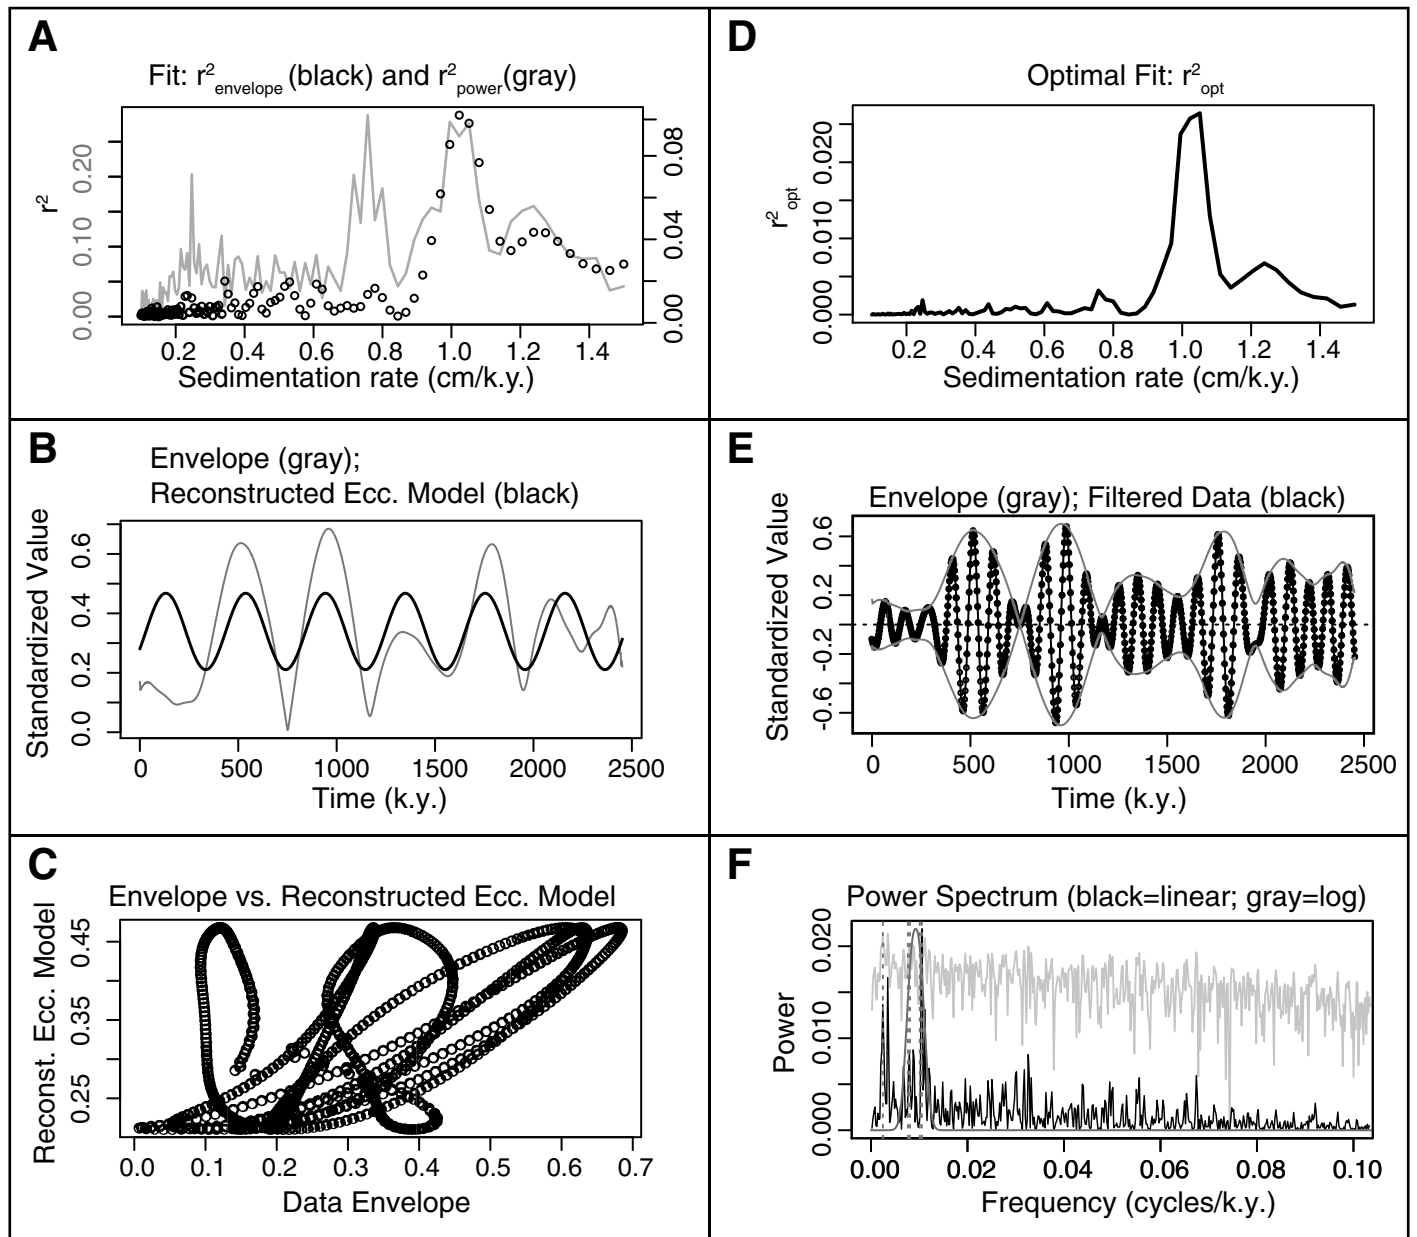 A
Fit: r²envelope (black) and r²power(gray)
r²
0.00 0.10 0.20
0.00 0.04 0.08
0.2 0.4 0.6 0.8 1.0 1.2 1.4
Sedimentation rate (cm/k.y.)
D
Optimal Fit: r²opt
r²opt
0.000 0.010 0.020
0.2 0.4 0.6 0.8 1.0 1.2 1.4
Sedimentation rate (cm/k.y.)
B
Envelope (gray);
Reconstructed Ecc. Model (black)
Standardized Value
0.0 0.2 0.4 0.6
0 500 1000 1500 2000 2500
Time (k.y.)
E
Envelope (gray); Filtered Data (black)
Standardized Value
-0.6 -0.2 0.2 0.6
0 500 1000 1500 2000 2500
Time (k.y.)
C
Envelope vs. Reconstructed Ecc. Model
Reconst. Ecc. Model
0.25 0.35 0.45
0.0 0.1 0.2 0.3 0.4 0.5 0.6 0.7
Data Envelope
F
Power Spectrum (black=linear; gray=log)
Power
0.000 0.010 0.020
0.00 0.02 0.04 0.06 0.08 0.10
Frequency (cycles/k.y.)